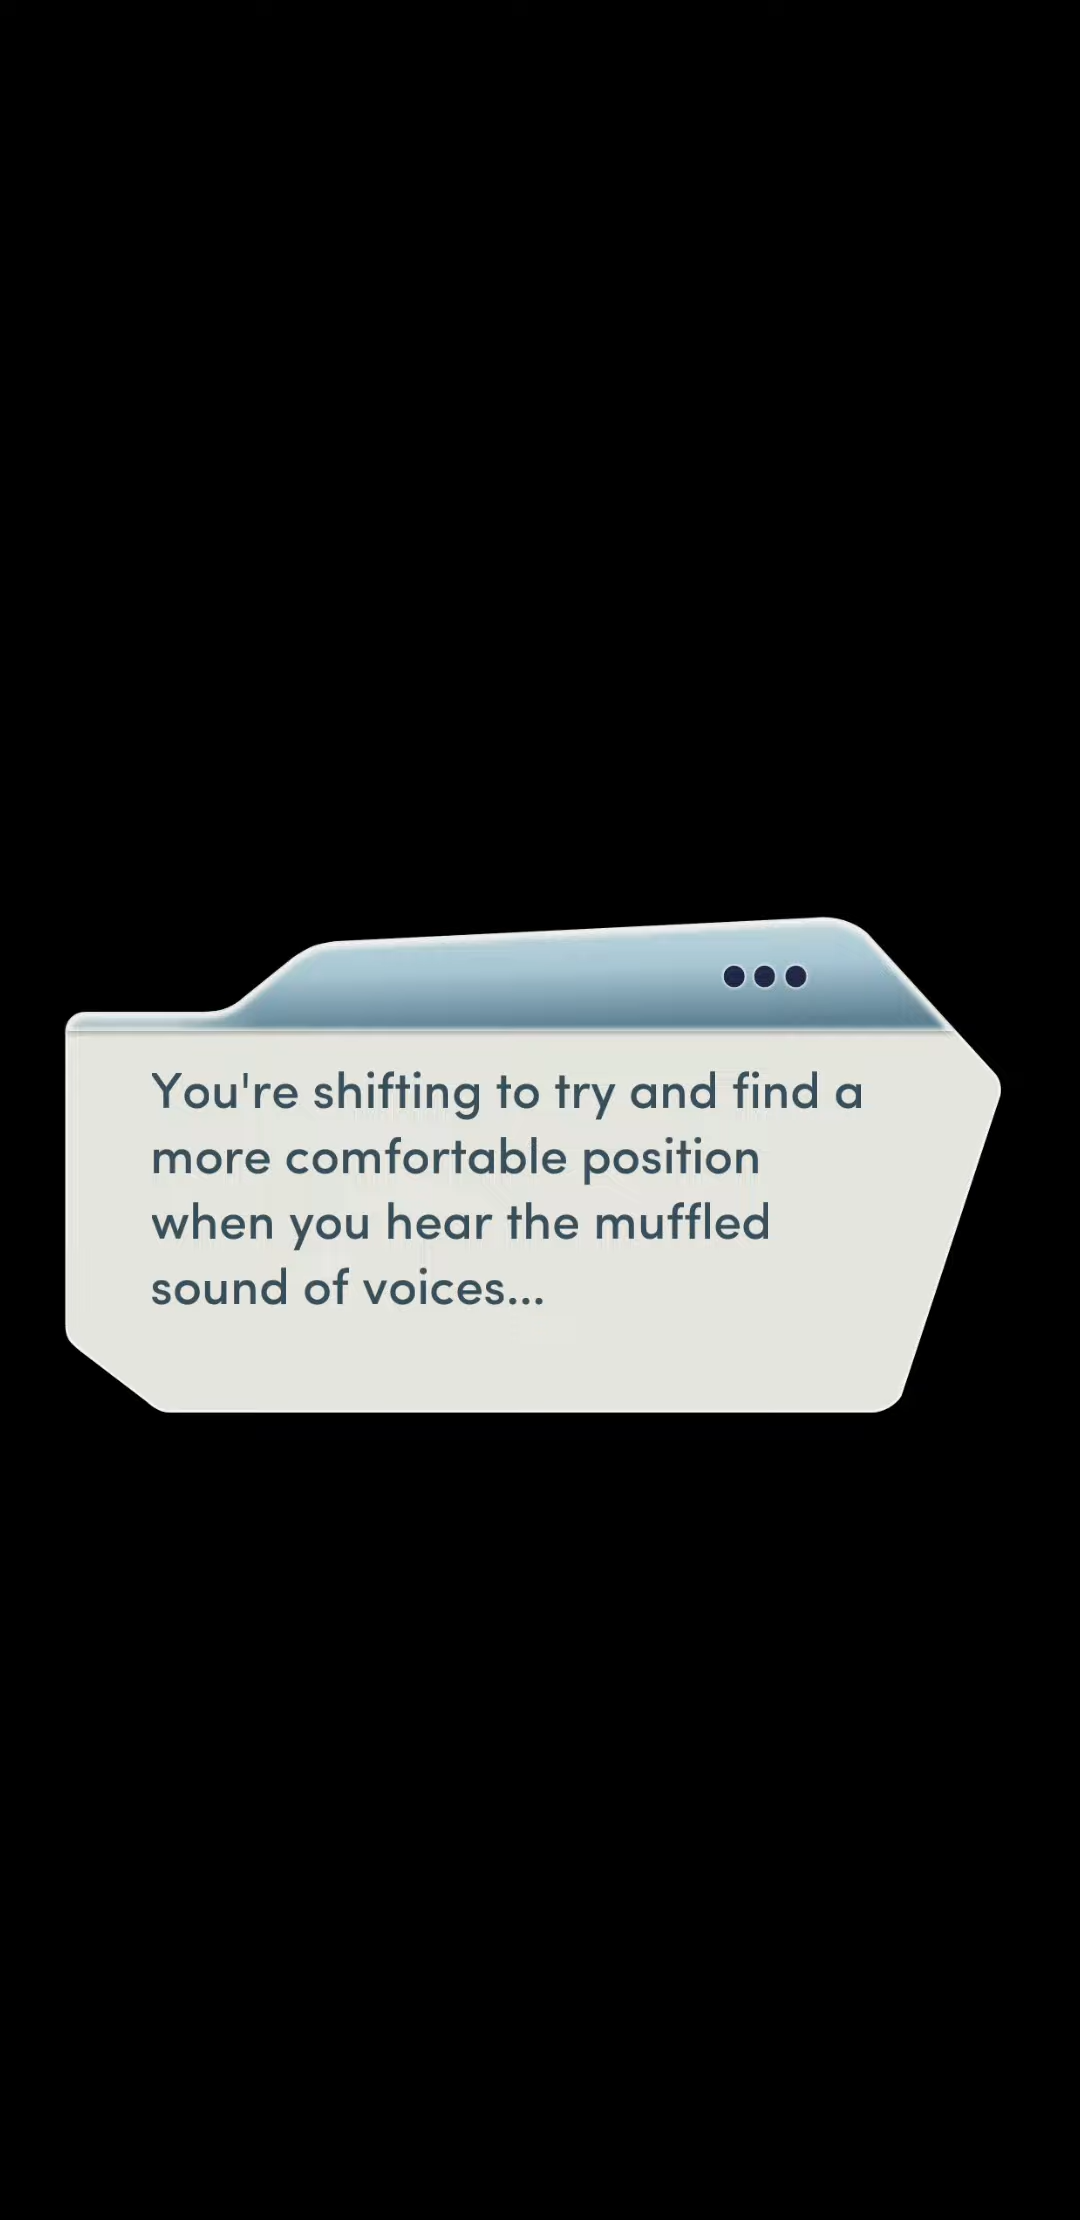 You're shifting to try and find a
more comfortable position
when you hear the muffled
sound of voices...